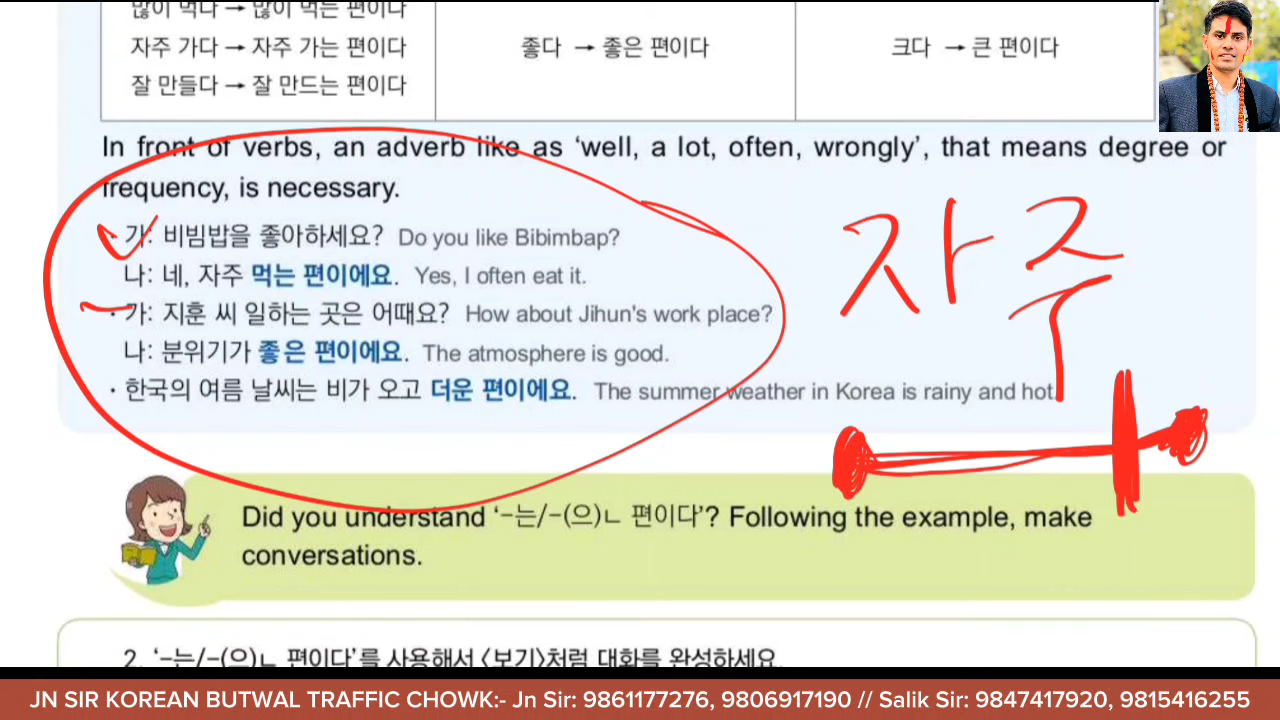 많이 먹다 → 많이 먹는 편이다
자주 가다 → 자주 가는 편이다
잘 만들다 → 잘 만드는 편이다
좋다 → 좋은 편이다
크다 → 큰 편이다
In front of verbs, an adverb like as ‘well, a lot, often, wrongly’, that means degree or
frequency, is necessary.
· 가: 비빔밥을 좋아하세요? Do you like Bibimbap?
나: 네, 자주 먹는 편이에요. Yes, I often eat it.
· 가: 지훈 씨 일하는 곳은 어때요? How about Jihun's work place?
나: 분위기가 좋은 편이에요. The atmosphere is good.
· 한국의 여름 날씨는 비가 오고 더운 편이에요. The summer weather in Korea is rainy and hot.
자주
Did you understand ‘-는/-(으)ㄴ 편이다’? Following the example, make
conversations.
2. ‘-는/-(으)ㄴ 편이다’를 사용해서 <보기>처럼 대화를 완성하세요.
JN SIR KOREAN BUTWAL TRAFFIC CHOWK:- Jn Sir: 9861177276, 9806917190 // Salik Sir: 9847417920, 9815416255